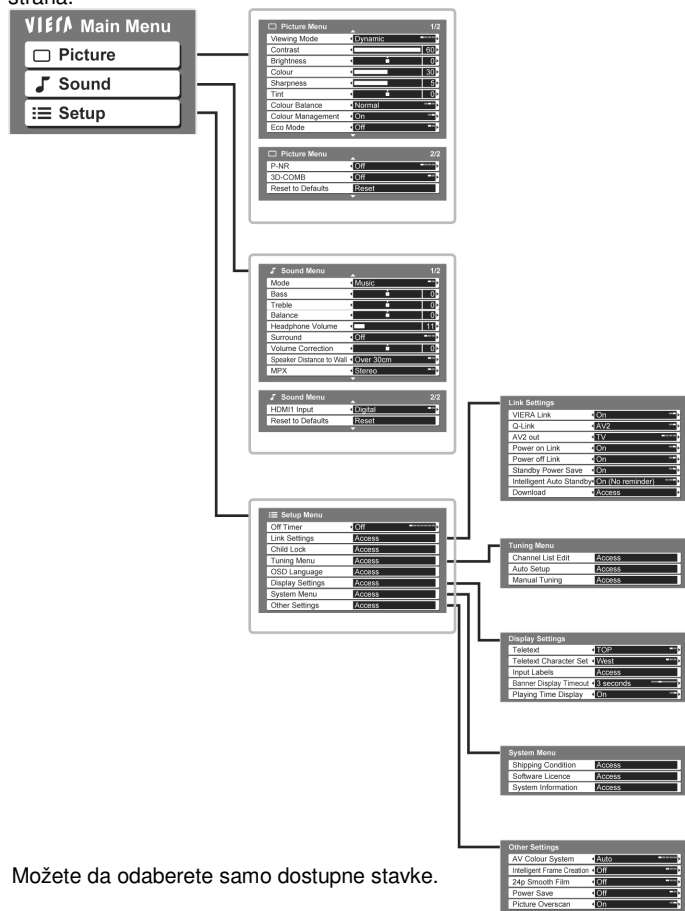 strana.
VIErA Main Menu
Picture
Sound
Setup
Picture Menu 1/2
Viewing Mode Dynamic
Contrast 60
Brightness 0
Colour 30
Sharpness 5
Tint 0
Colour Balance Normal
Colour Management On
Eco Mode Off
Picture Menu 2/2
P-NR Off
3D-COMB Off
Reset to Defaults Reset
Sound Menu 1/2
Mode Music
Bass 0
Treble 0
Balance 0
Headphone Volume 11
Surround Off
Volume Correction 0
Speaker Distance to Wall Over 30cm
MPX Stereo
Sound Menu 2/2
HDMI1 Input Digital
Reset to Defaults Reset
Setup Menu
Off Timer Off
Link Settings Access
Child Lock Access
Tuning Menu Access
OSD Language Access
Display Settings Access
System Menu Access
Other Settings Access
Link Settings
VIERA Link On
Q-Link AV2
AV2 out TV
Power on Link On
Power off Link On
Standby Power Save On
Intelligent Auto Standby On (No reminder)
Download Access
Tuning Menu
Channel List Edit Access
Auto Setup Access
Manual Tuning Access
Display Settings
Teletext TOP
Teletext Character Set West
Input Labels Access
Banner Display Timeout 3 seconds
Playing Time Display On
System Menu
Shipping Condition Access
Software Licence Access
System Information Access
Other Settings
AV Colour System Auto
Intelligent Frame Creation Off
24p Smooth Film Off
Power Save Off
Picture Overscan On
Možete da odaberete samo dostupne stavke.